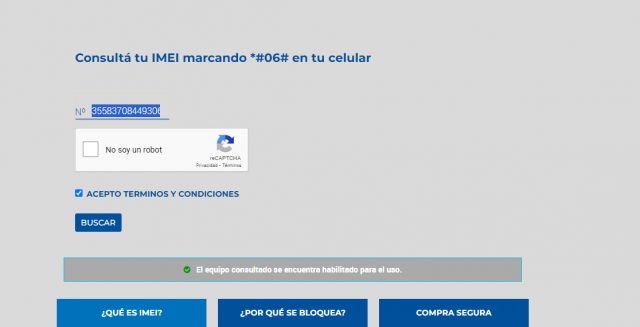 Consultá tu IMEI marcando *#06# en tu celular
Nº 35583708449306
No soy un robot
reCAPTCHA
Privacidad - Términos
ACEPTO TERMINOS Y CONDICIONES
BUSCAR
El equipo consultado se encuentra habilitado para el uso.
¿QUÉ ES IMEI? ¿POR QUÉ SE BLOQUEA? COMPRA SEGURA